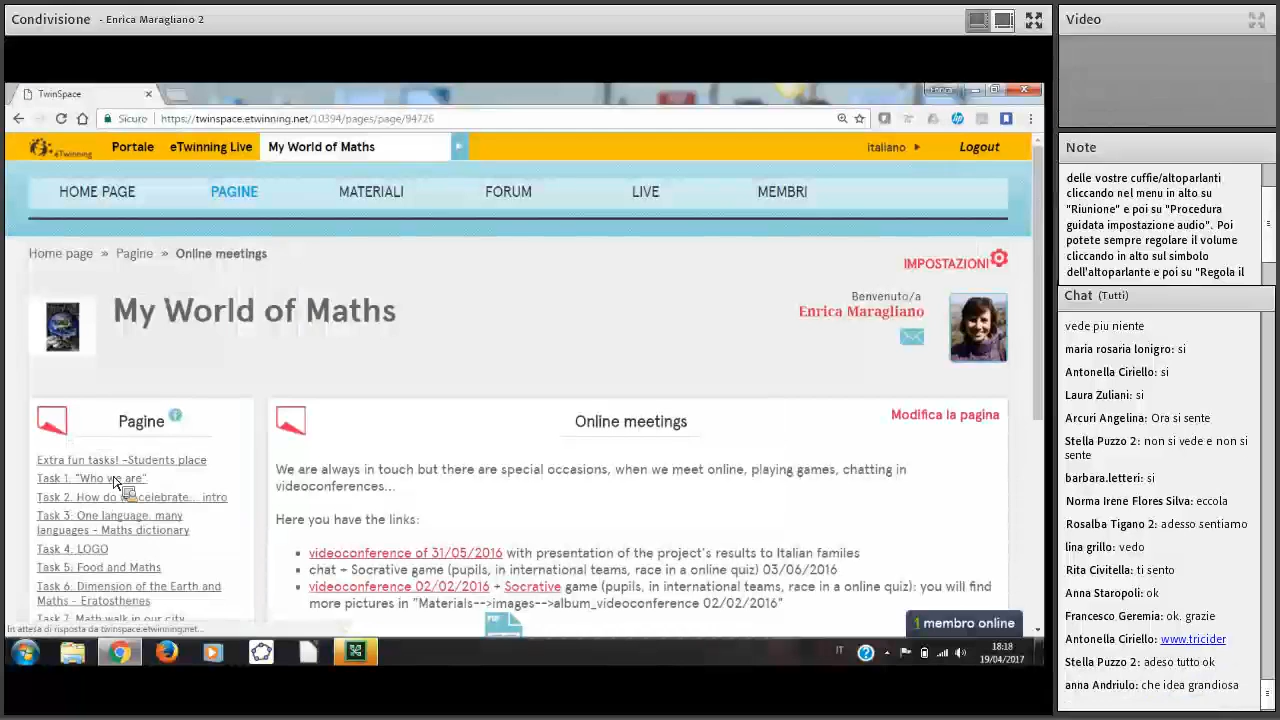 Condivisione - Enrica Maragliano 2
TwinSpace
Enrica
Sicuro https://twinspace.etwinning.net/10394/pages/page/94726
eTwinning Portale eTwinning Live My World of Maths italiano Logout
HOME PAGE PAGINE MATERIALI FORUM LIVE MEMBRI
Home page » Pagine » Online meetings
IMPOSTAZIONI
My World of Maths
Benvenuto/a
Enrica Maragliano
Pagine
Extra fun tasks! -Students place
Task 1. "Who we are"
Task 2. How do celebrate... intro
Task 3: One language, many
languages - Maths dictionary
Task 4. LOGO
Task 5: Food and Maths
Task 6: Dimension of the Earth and
Maths - Eratosthenes
Task 7. Math walk in our city
Online meetings
Modifica la pagina
We are always in touch but there are special occasions, when we meet online, playing games, chatting in
videoconferences...
Here you have the links:
videoconference of 31/05/2016 with presentation of the project's results to Italian familes
chat + Socrative game (pupils, in international teams, race in a online quiz) 03/06/2016
videoconference 02/02/2016 + Socrative game (pupils, in international teams, race in a online quiz): you will find
more pictures in "Materials-->images-->album_videoconference 02/02/2016"
PDF
1 membro online
In attesa di risposta da twinspace.etwinning.net...
IT
18:18
19/04/2017
Video
Note
delle vostre cuffie/altoparlanti
cliccando nel menu in alto su
"Riunione" e poi su "Procedura
guidata impostazione audio". Poi
potete sempre regolare il volume
cliccando in alto sul simbolo
dell'altoparlante e poi su "Regola il
Chat (Tutti)
vede piu niente
maria rosaria lonigro: si
Antonella Ciriello: si
Laura Zuliani: si
Arcuri Angelina: Ora si sente
Stella Puzzo 2: non si vede e non si
sente
barbara.letteri: si
Norma Irene Flores Silva: eccola
Rosalba Tigano 2: adesso sentiamo
lina grillo: vedo
Rita Civitella: ti sento
Anna Staropoli: ok
Francesco Geremia: ok. grazie
Antonella Ciriello: www.tricider
Stella Puzzo 2: adeso tutto ok
anna Andriulo: che idea grandiosa